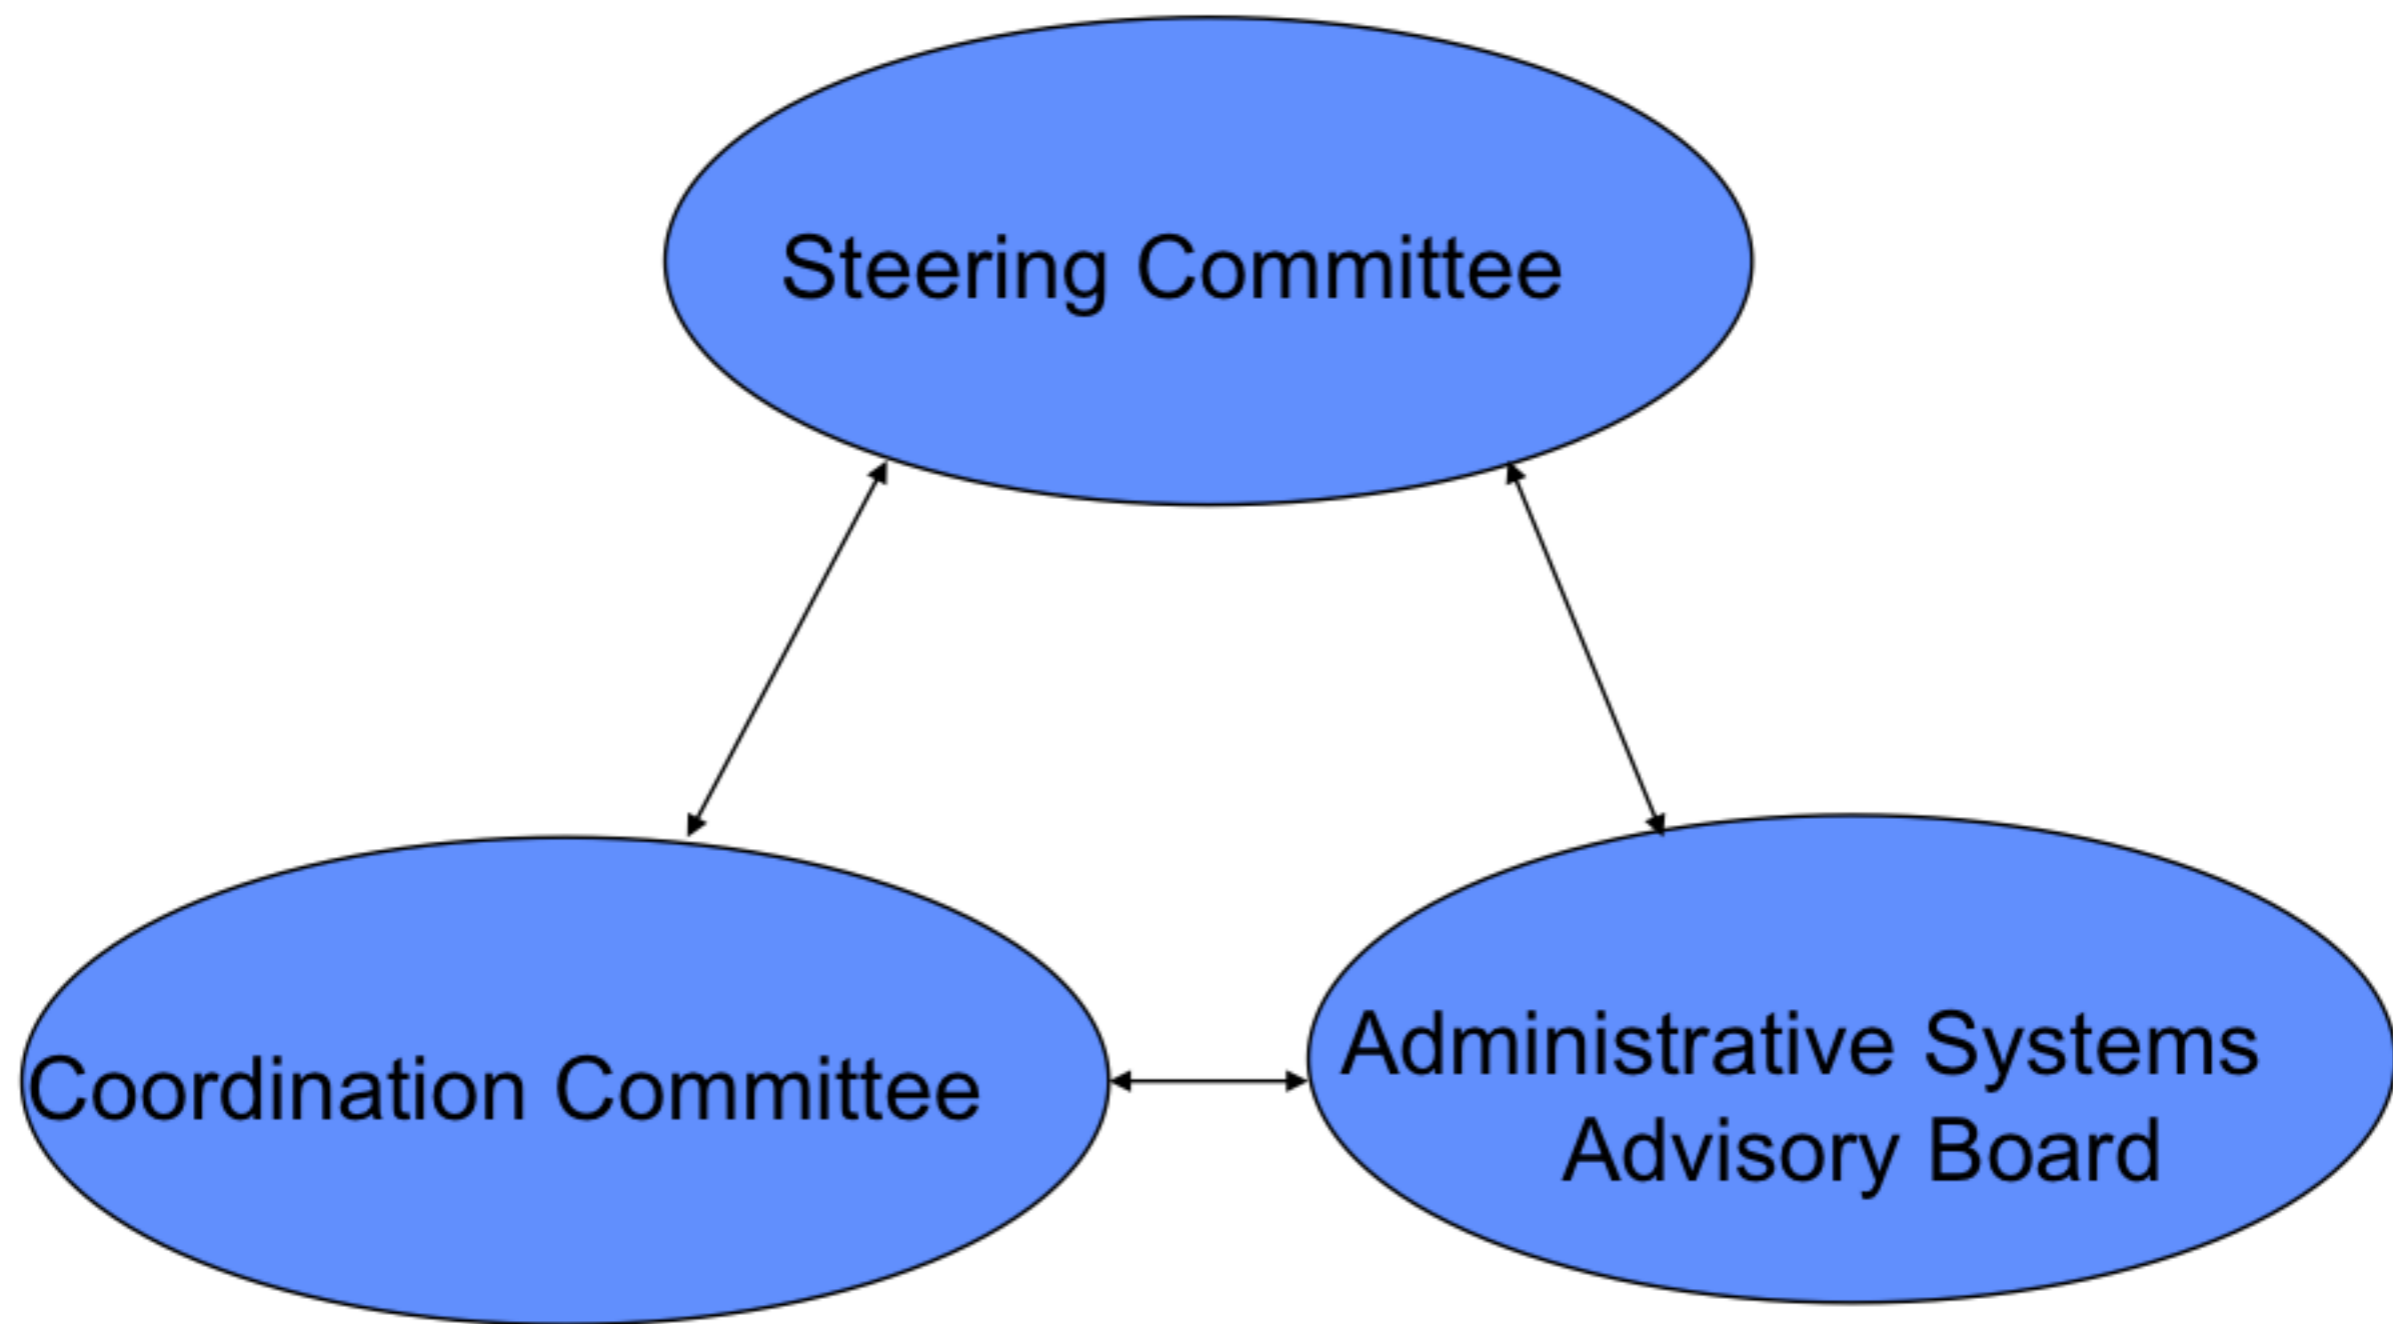 Steering Committee
Coordination Committee
Administrative Systems
Advisory Board